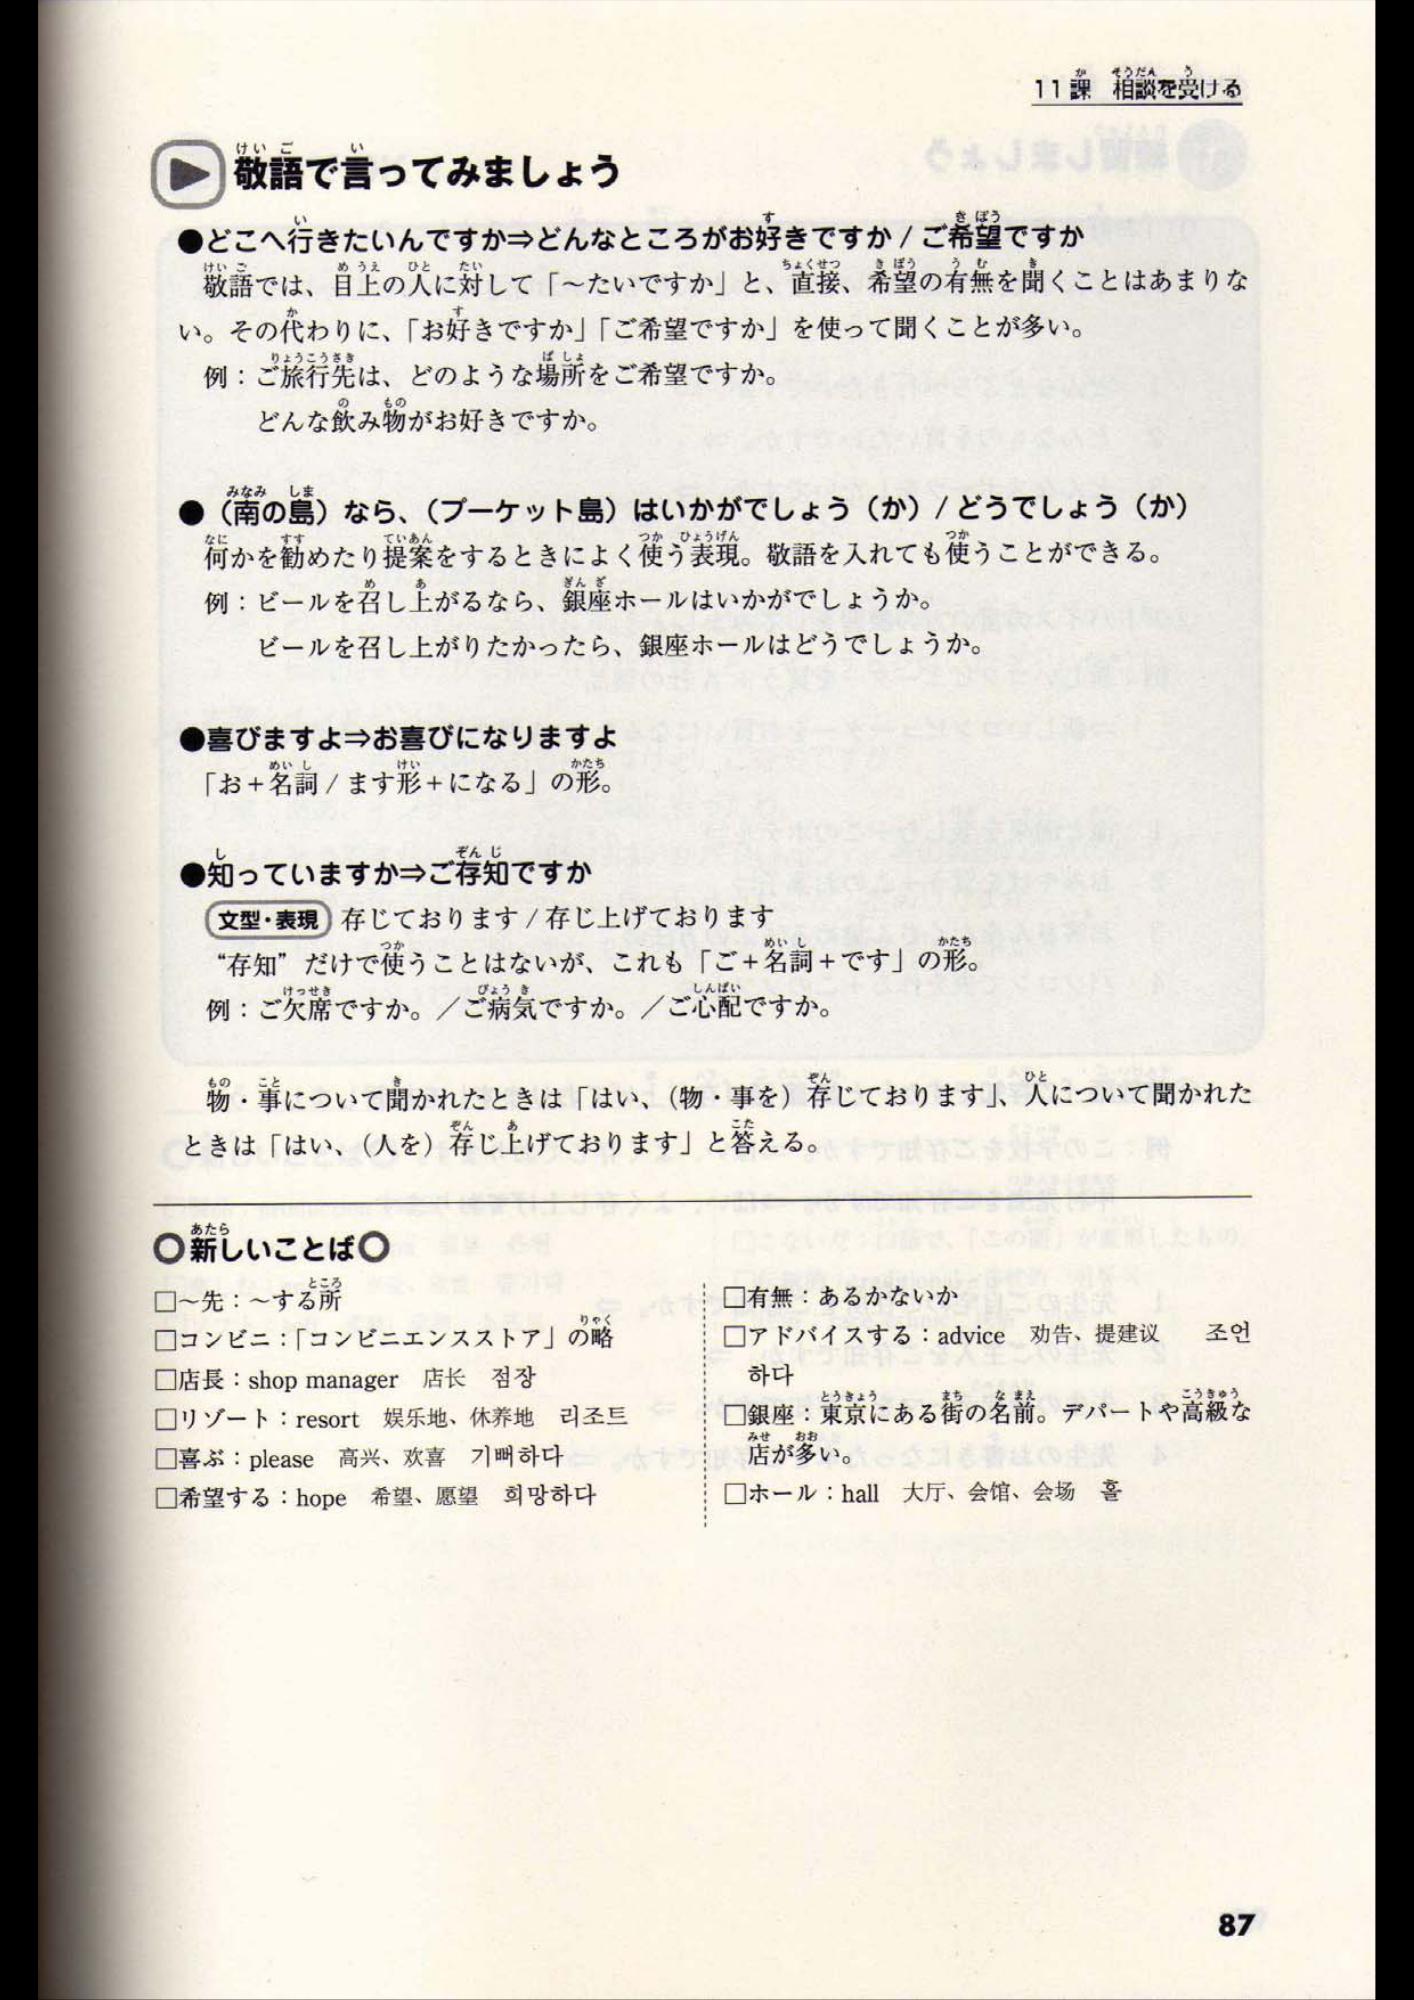 11課　相談を受ける
敬語で言ってみましょう
●どこへ行きたいんですか⇒どんなところがお好きですか / ご希望ですか
敬語では、目上の人に対して「～たいですか」と、直接、希望の有無を聞くことはあまりな
い。その代わりに、「お好きですか」「ご希望ですか」を使って聞くことが多い。
例：ご旅行先は、どのような場所をご希望ですか。
どんな飲み物がお好きですか。
●（南の島）なら、（プーケット島）はいかがでしょう（か）/ どうでしょう（か）
何かを勧めたり提案をするときによく使う表現。敬語を入れても使うことができる。
例：ビールを召し上がるなら、銀座ホールはいかがでしょうか。
ビールを召し上がりたかったら、銀座ホールはどうでしょうか。
●喜びますよ⇒お喜びになりますよ
「お＋名詞 / ます形＋になる」の形。
●知っていますか⇒ご存知ですか
文型・表現 存じております / 存じ上げております
“存知”だけで使うことはないが、これも「ご＋名詞＋です」の形。
例：ご欠席ですか。／ご病気ですか。／ご心配ですか。
物・事について聞かれたときは「はい、（物・事を）存じております」、人について聞かれた
ときは「はい、（人を）存じ上げております」と答える。
○新しいことば○
□～先：～する所
□コンビニ：「コンビニエンスストア」の略
□店長：shop manager　店长　점장
□リゾート：resort　娱乐地、休养地　리조트
□喜ぶ：please　高兴、欢喜　기뻐하다
□希望する：hope　希望、愿望　희망하다
□有無：あるかないか
□アドバイスする：advice　劝告、提建议　조언
하다
□銀座：東京にある街の名前。デパートや高級な
店が多い。
□ホール：hall　大厅、会馆、会场　홀
87